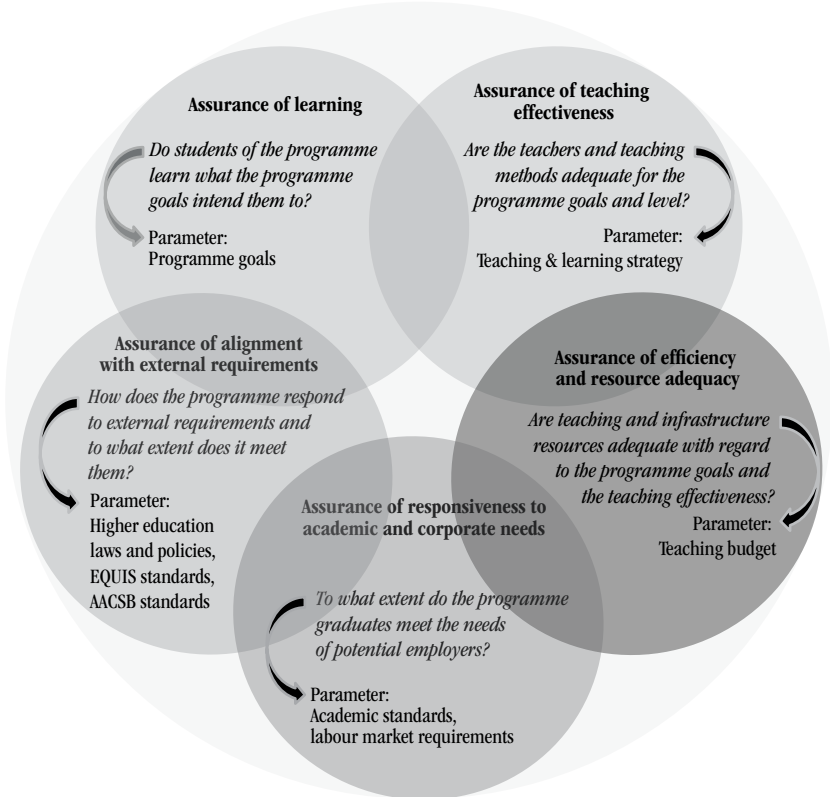 Assurance of learning
Do students of the programme
learn what the programme
goals intend them to?
Parameter:
Programme goals
Assurance of teaching
effectiveness
Are the teachers and teaching
methods adequate for the
programme goals and level?
Parameter:
Teaching & learning strategy
Assurance of alignment
with external requirements
How does the programme respond
to external requirements and
to what extent does it meet
them?
Parameter:
Higher education
laws and policies,
EQUIS standards,
AACSB standards
Assurance of efficiency
and resource adequacy
Are teaching and infrastructure
resources adequate with regard
to the programme goals and
the teaching effectiveness?
Parameter:
Teaching budget
Assurance of responsiveness to
academic and corporate needs
To what extent do the programme
graduates meet the needs
of potential employers?
Parameter:
Academic standards,
labour market requirements